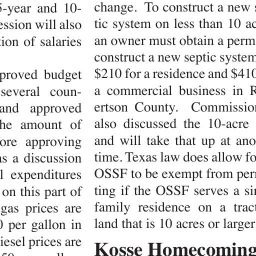 5-year and 10-
ession will also
tion of salaries
proved budget
several coun-
and approved
he amount of
ore approving
as a discussion
l expenditures
on this part of
gas prices are
0 per gallon in
iesel prices are
change. To construct a new s
tic system on less than 10 ac
an owner must obtain a perm
construct a new septic system
$210 for a residence and $410
a commercial business in R
ertson County. Commission
also discussed the 10-acre
and will take that up at ano
time. Texas law does allow fo
OSSF to be exempt from perm
ting if the OSSF serves a sin
family residence on a tract
land that is 10 acres or larger
Kosse Homecoming